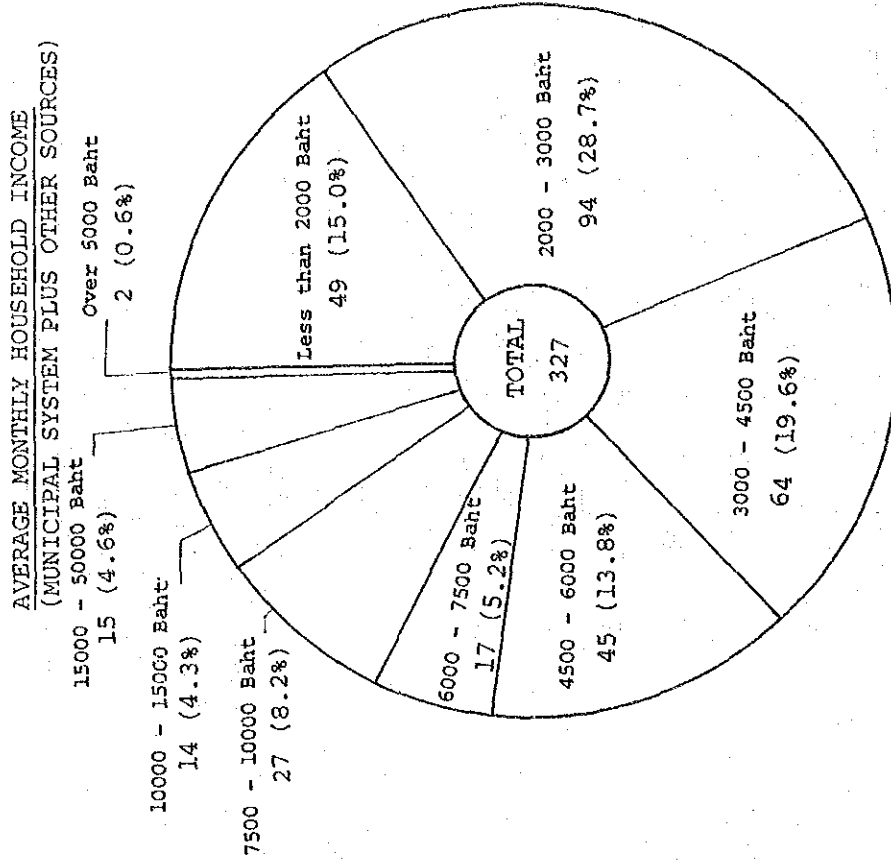 AVERAGE MONTHLY HOUSEHOLD INCOME
(MUNICIPAL SYSTEM PLUS OTHER SOURCES)
Over 5000 Baht
2 (0.6%)
Less than 2000 Baht
49 (15.0%)
2000 - 3000 Baht
94 (28.7%)
3000 - 4500 Baht
64 (19.6%)
4500 - 6000 Baht
45 (13.8%)
6000 - 7500 Baht
17 (5.2%)
7500 - 10000 Baht
27 (8.2%)
10000 - 15000 Baht
14 (4.3%)
15000 - 50000 Baht
15 (4.6%)
TOTAL
327